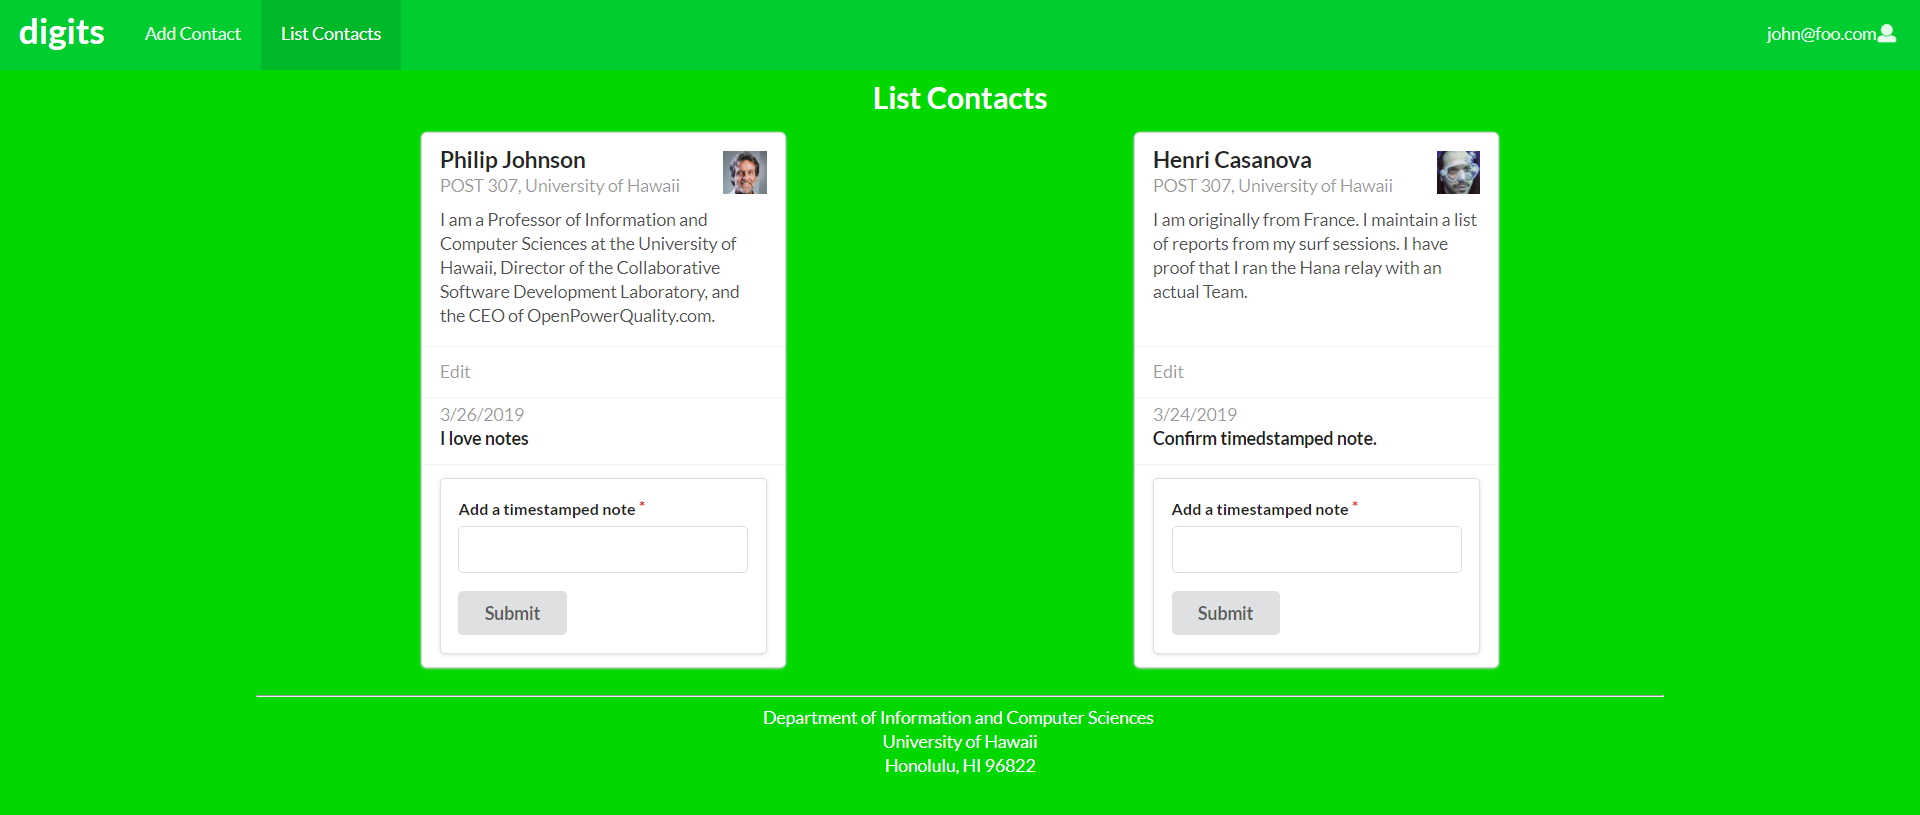 digits
Add Contact
List Contacts
john@foo.com
List Contacts
Philip Johnson
POST 307, University of Hawaii
I am a Professor of Information and
Computer Sciences at the University of
Hawaii, Director of the Collaborative
Software Development Laboratory, and
the CEO of OpenPowerQuality.com.
Edit
3/26/2019
I love notes
Add a timestamped note *
Submit
Henri Casanova
POST 307, University of Hawaii
I am originally from France. I maintain a list
of reports from my surf sessions. I have
proof that I ran the Hana relay with an
actual Team.
Edit
3/24/2019
Confirm timedstamped note.
Add a timestamped note *
Submit
Department of Information and Computer Sciences
University of Hawaii
Honolulu, HI 96822